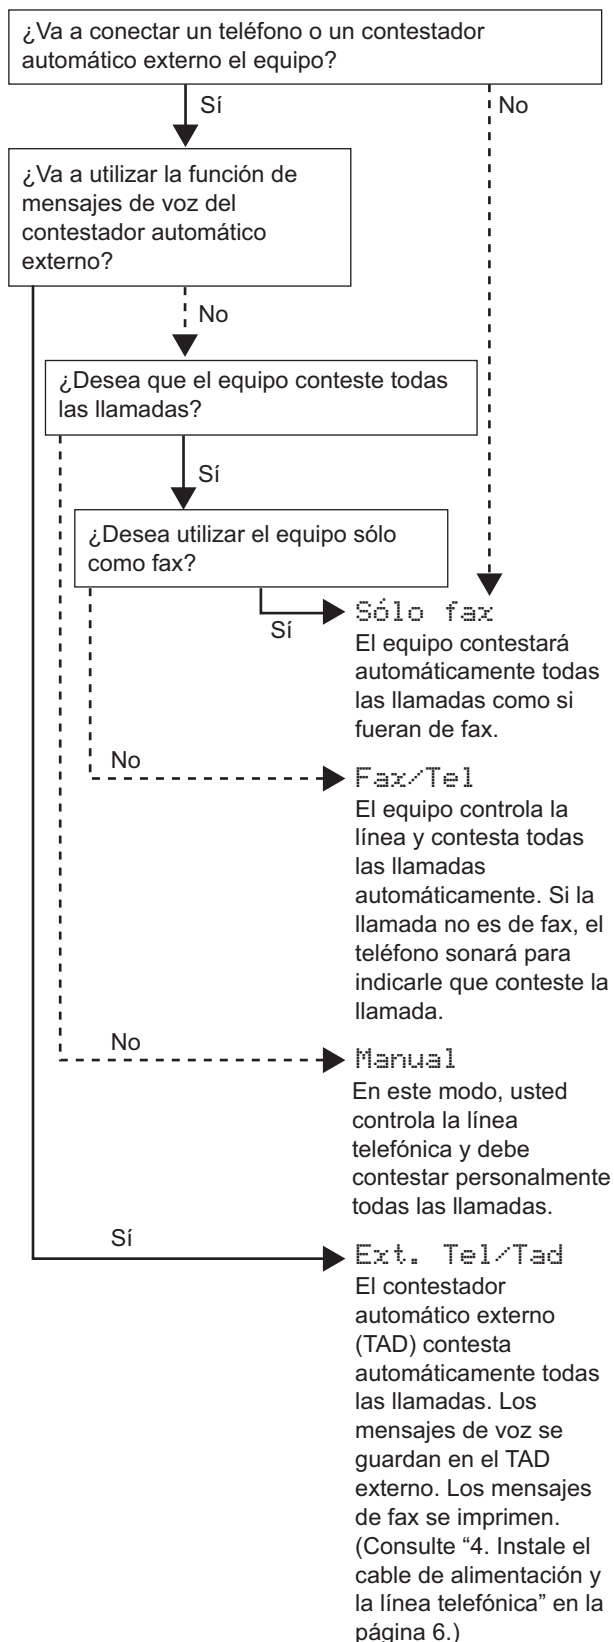 ¿Va a conectar un teléfono o un contestador
automático externo el equipo?
Sí
No
¿Va a utilizar la función de
mensajes de voz del
contestador automático
externo?
No
¿Desea que el equipo conteste todas
las llamadas?
Sí
¿Desea utilizar el equipo sólo
como fax?
Sí
Sólo fax
El equipo contestará
automáticamente todas
las llamadas como si
fueran de fax.
No
Fax/Tel
El equipo controla la
línea y contesta todas
las llamadas
automáticamente. Si la
llamada no es de fax, el
teléfono sonará para
indicarle que conteste la
llamada.
No
Manual
En este modo, usted
controla la línea
telefónica y debe
contestar personalmente
todas las llamadas.
Sí
Ext. Tel/Tad
El contestador
automático externo
(TAD) contesta
automáticamente todas
las llamadas. Los
mensajes de voz se
guardan en el TAD
externo. Los mensajes
de fax se imprimen.
(Consulte “4. Instale el
cable de alimentación y
la línea telefónica” en la
página 6.)